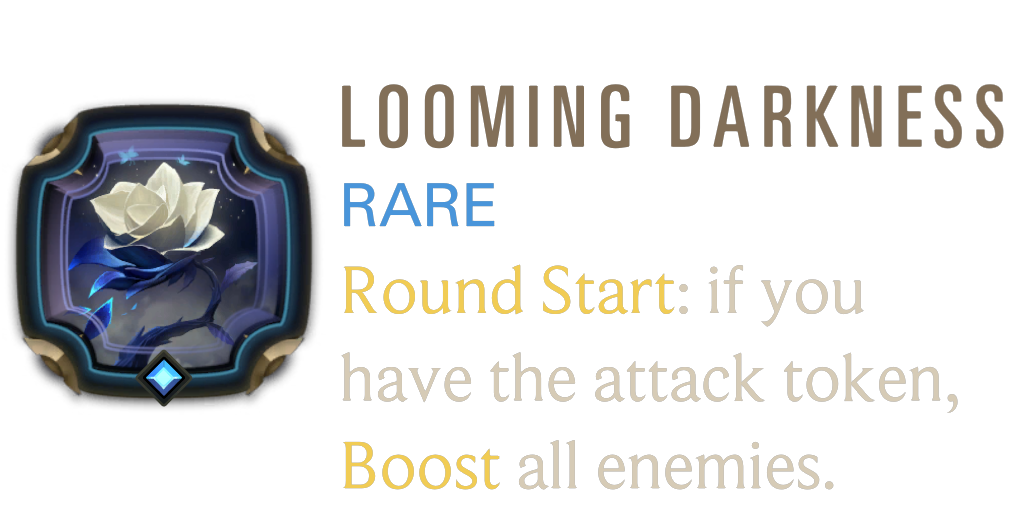 LOOMING DARKNESS
RARE
Round Start: if you
have the attack token,
Boost all enemies.